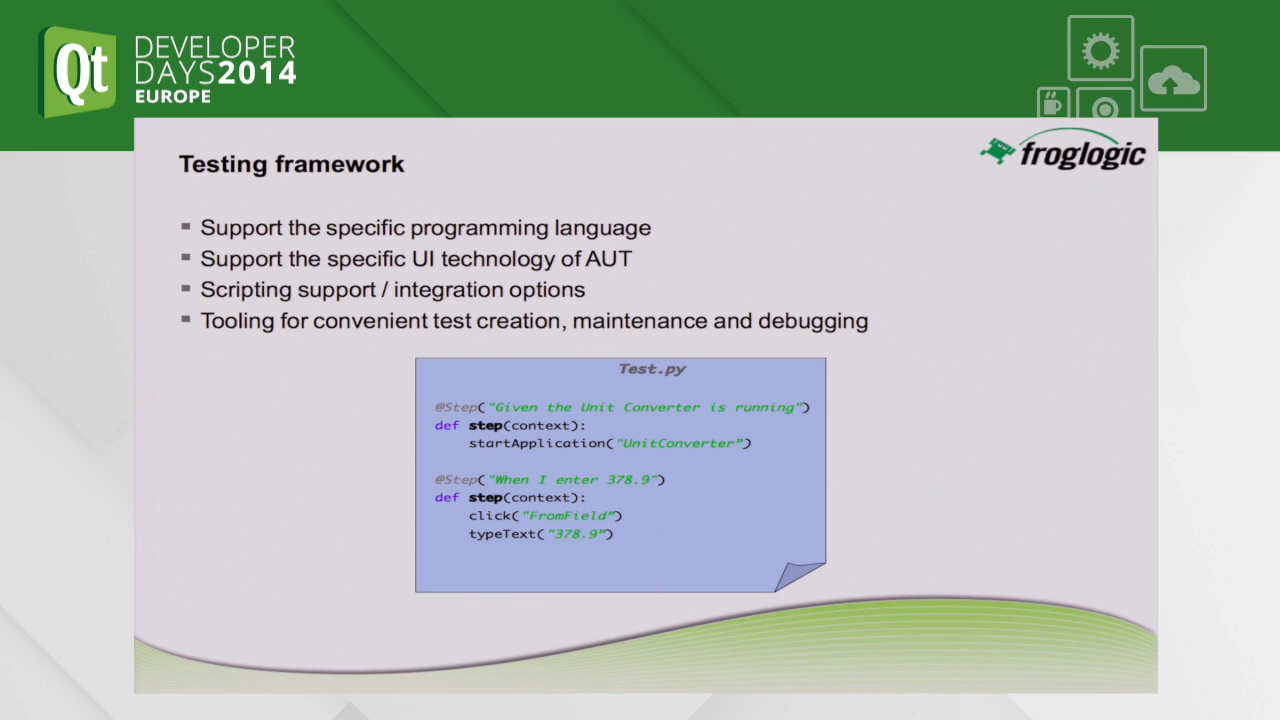 Qt
DEVELOPER
DAYS2014
EUROPE
froglogic
Testing framework
Support the specific programming language
Support the specific UI technology of AUT
Scripting support / integration options
Tooling for convenient test creation, maintenance and debugging
Test.py
@Step("Given the Unit Converter is running")
def step(context):
    startApplication("UnitConverter")
@Step("When I enter 378.9")
def step(context):
    click("FromField")
    typeText("378.9")